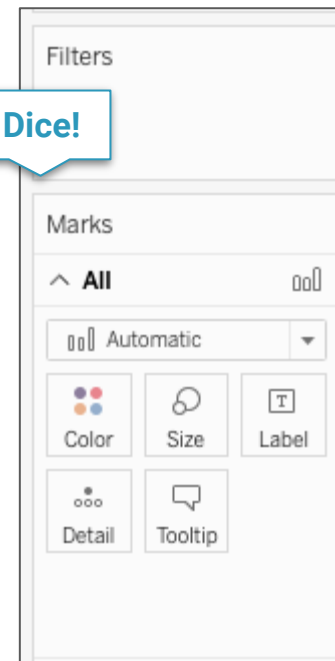 Filters
Dice!
Marks
All
Automatic
Color Size T Label
Detail Tooltip